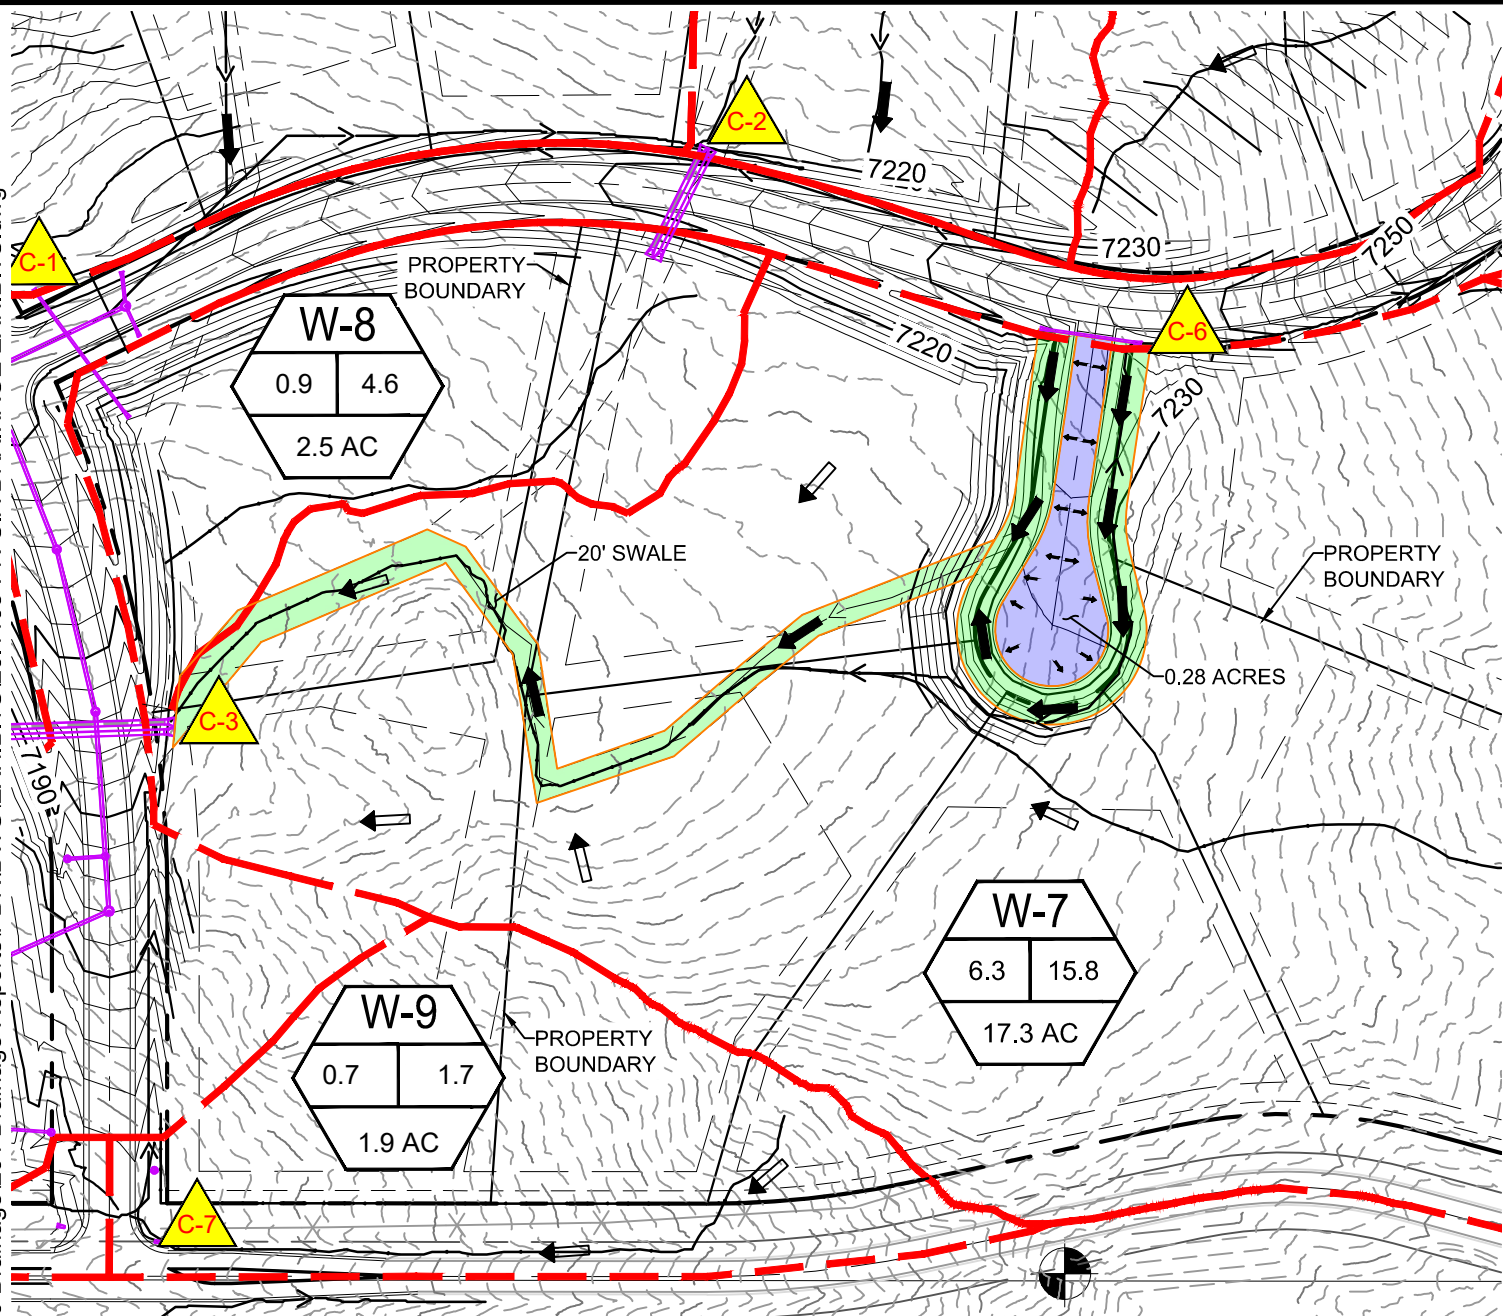 C-2
7220
C-1
7230
7250
PROPERTY
BOUNDARY
C-6
W-8
0.9 4.6
2.5 AC
7220
7230
20' SWALE
PROPERTY
BOUNDARY
0.28 ACRES
C-3
7190
W-7
6.3 15.8
17.3 AC
W-9
0.7 1.7
1.9 AC
PROPERTY
BOUNDARY
C-7